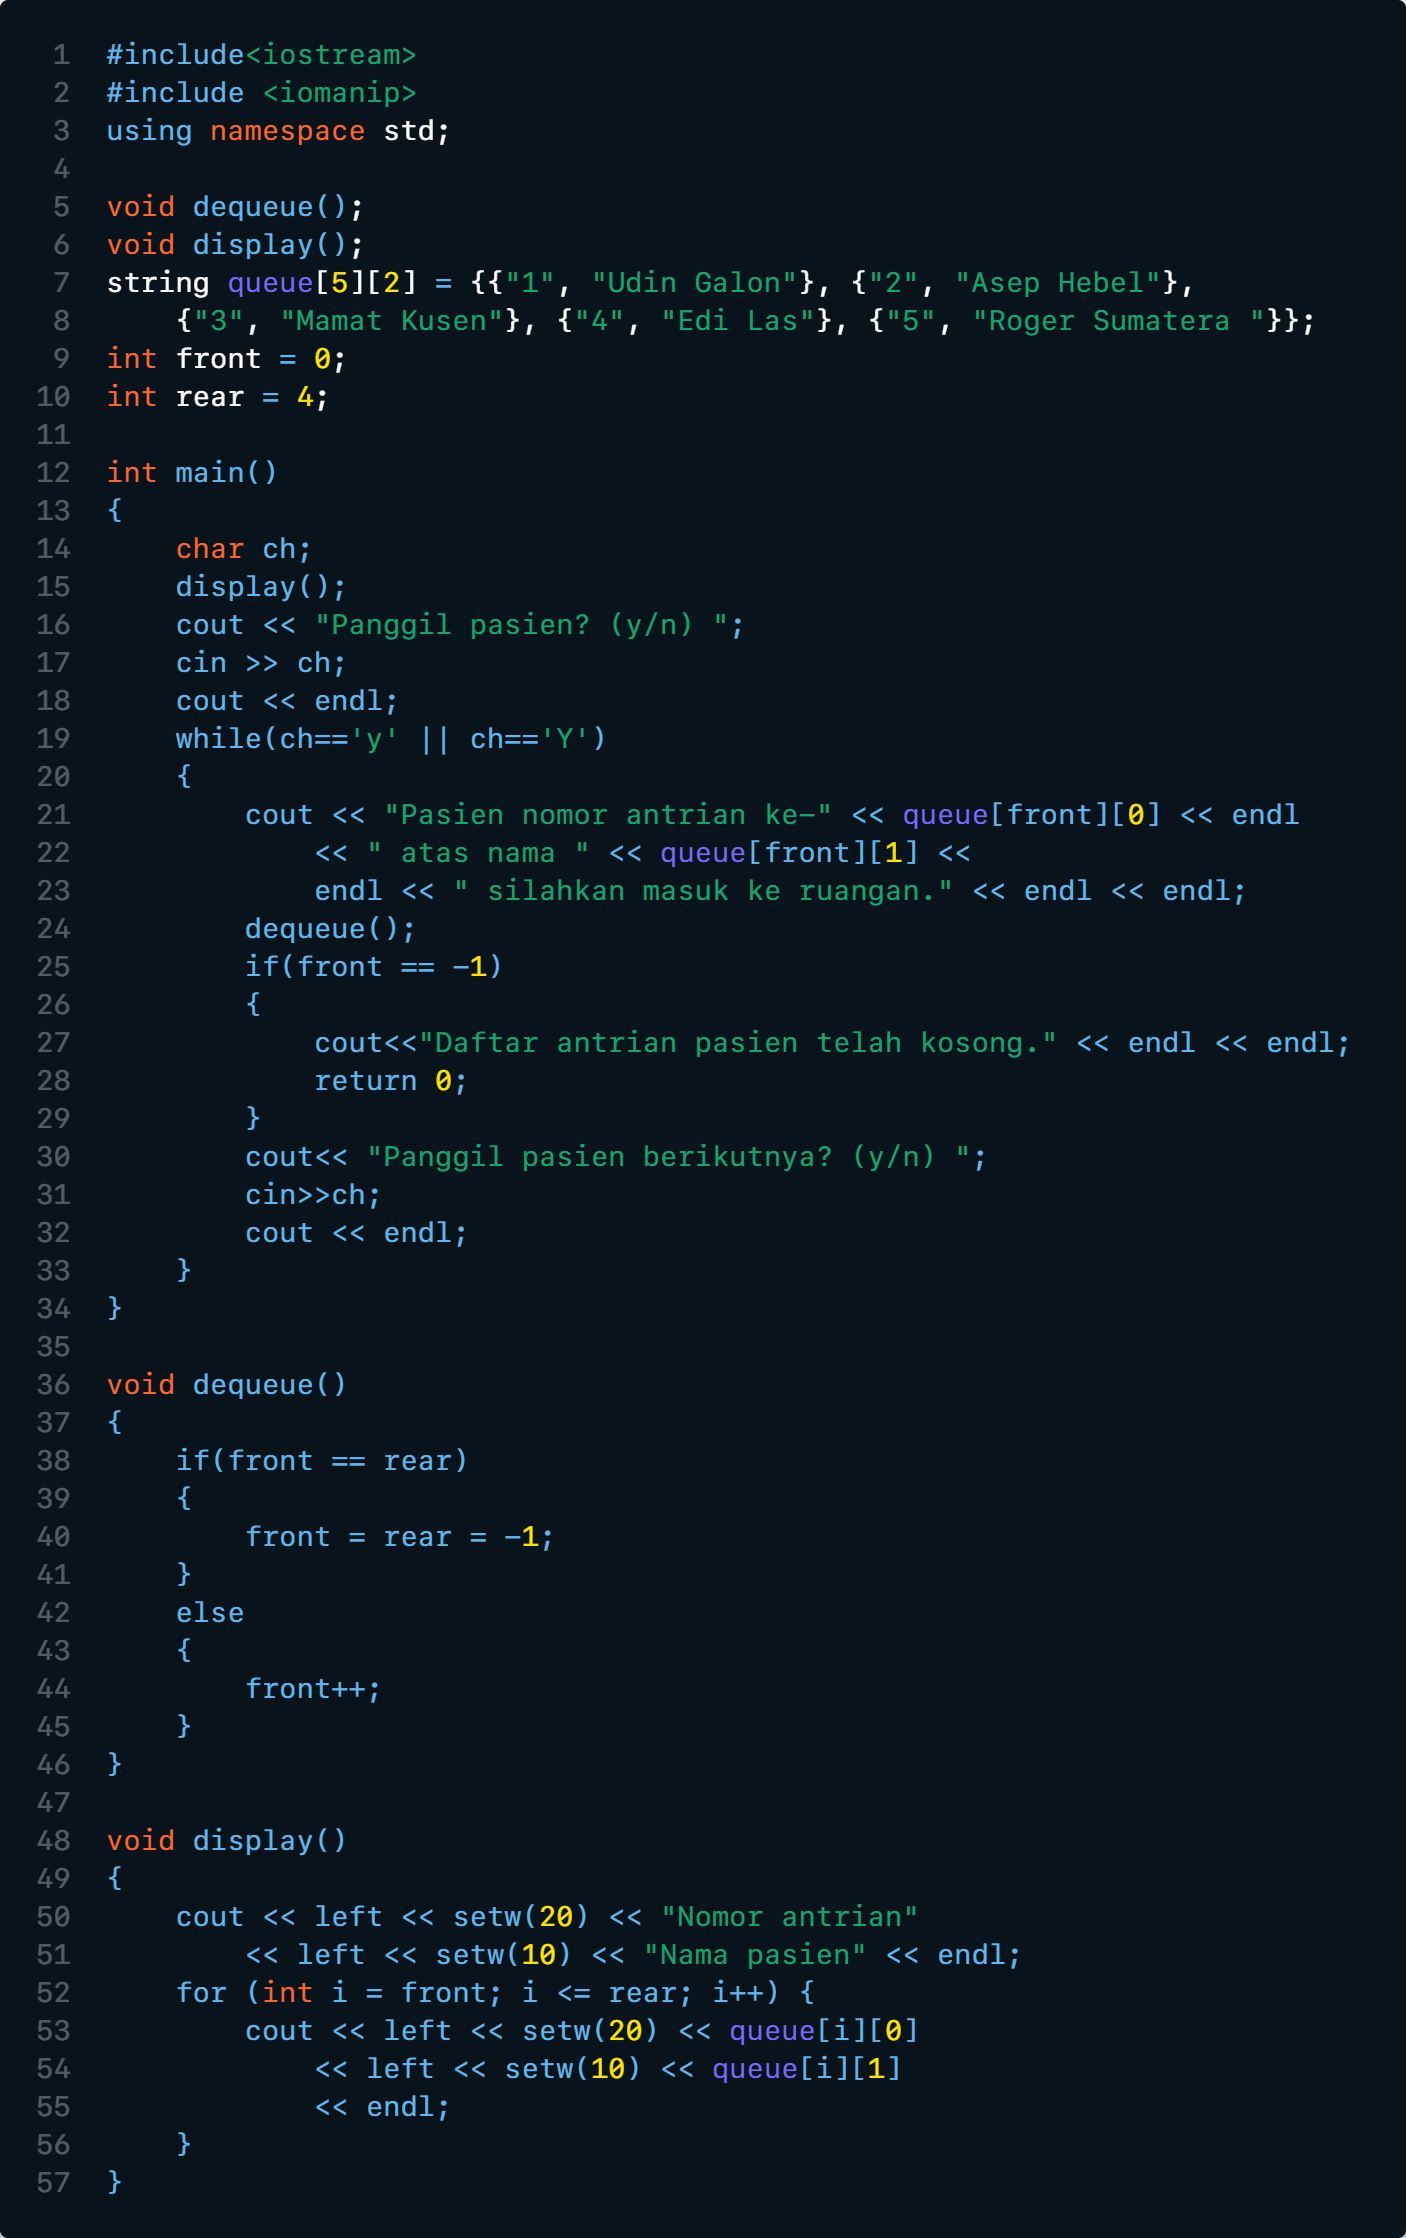 1 #include<iostream>
2 #include <iomanip>
3 using namespace std;
4
5 void dequeue();
6 void display();
7 string queue[5][2] = {{"1", "Udin Galon"}, {"2", "Asep Hebel"},
8     {"3", "Mamat Kusen"}, {"4", "Edi Las"}, {"5", "Roger Sumatera "}};
9 int front = 0;
10 int rear = 4;
11
12 int main()
13 {
14     char ch;
15     display();
16     cout << "Panggil pasien? (y/n) ";
17     cin >> ch;
18     cout << endl;
19     while(ch=='y' || ch=='Y')
20     {
21         cout << "Pasien nomor antrian ke-" << queue[front][0] << endl
22             << " atas nama " << queue[front][1] <<
23             endl << " silahkan masuk ke ruangan." << endl << endl;
24         dequeue();
25         if(front == -1)
26         {
27             cout<<"Daftar antrian pasien telah kosong." << endl << endl;
28             return 0;
29         }
30         cout<< "Panggil pasien berikutnya? (y/n) ";
31         cin>>ch;
32         cout << endl;
33     }
34 }
35
36 void dequeue()
37 {
38     if(front == rear)
39     {
40         front = rear = -1;
41     }
42     else
43     {
44         front++;
45     }
46 }
47
48 void display()
49 {
50     cout << left << setw(20) << "Nomor antrian"
51         << left << setw(10) << "Nama pasien" << endl;
52     for (int i = front; i <= rear; i++) {
53         cout << left << setw(20) << queue[i][0]
54             << left << setw(10) << queue[i][1]
55             << endl;
56     }
57 }